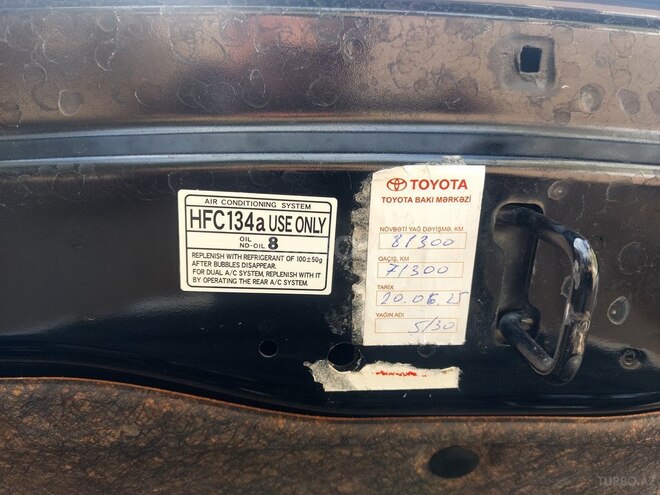 AIR CONDITIONING SYSTEM
HFC134a USE ONLY
OIL
ND-OIL 8
REPLENISH WITH REFRIGERANT OF 100±50g
AFTER BUBBLES DISAPPEAR.
FOR DUAL A/C SYSTEM, REPLENISH WITH IT
BY OPERATING THE REAR A/C SYSTEM.
TOYOTA
TOYOTA BAKI MƏRKƏZİ
NÖVBƏTİ YAĞ DƏYİŞMƏ, KM
81300
QAÇIŞ, KM
71300
TARIX
20.06.25
YAĞIN ADI
5/30
TURBO.AZ